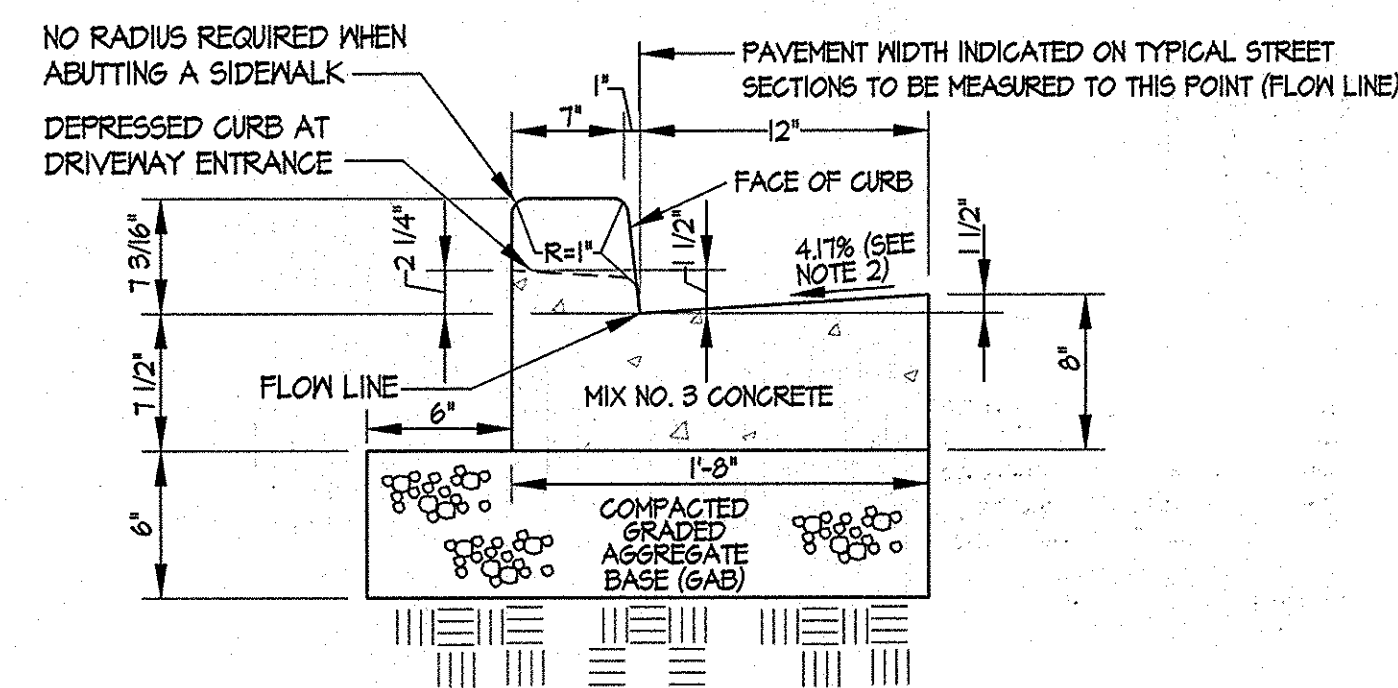 NO RADIUS REQUIRED WHEN
ABUTTING A SIDEWALK
DEPRESSED CURB AT
DRIVEWAY ENTRANCE
PAVEMENT WIDTH INDICATED ON TYPICAL STREET
SECTIONS TO BE MEASURED TO THIS POINT (FLOW LINE)
1"
7"
12"
FACE OF CURB
7 3/16"
2 1/4"
R=1"
1 1/2"
4.17% (SEE
NOTE 2)
1 1/2"
7 1/2"
FLOW LINE
MIX NO. 3 CONCRETE
8"
6"
1'-8"
6"
COMPACTED
GRADED
AGGREGATE
BASE (GAB)